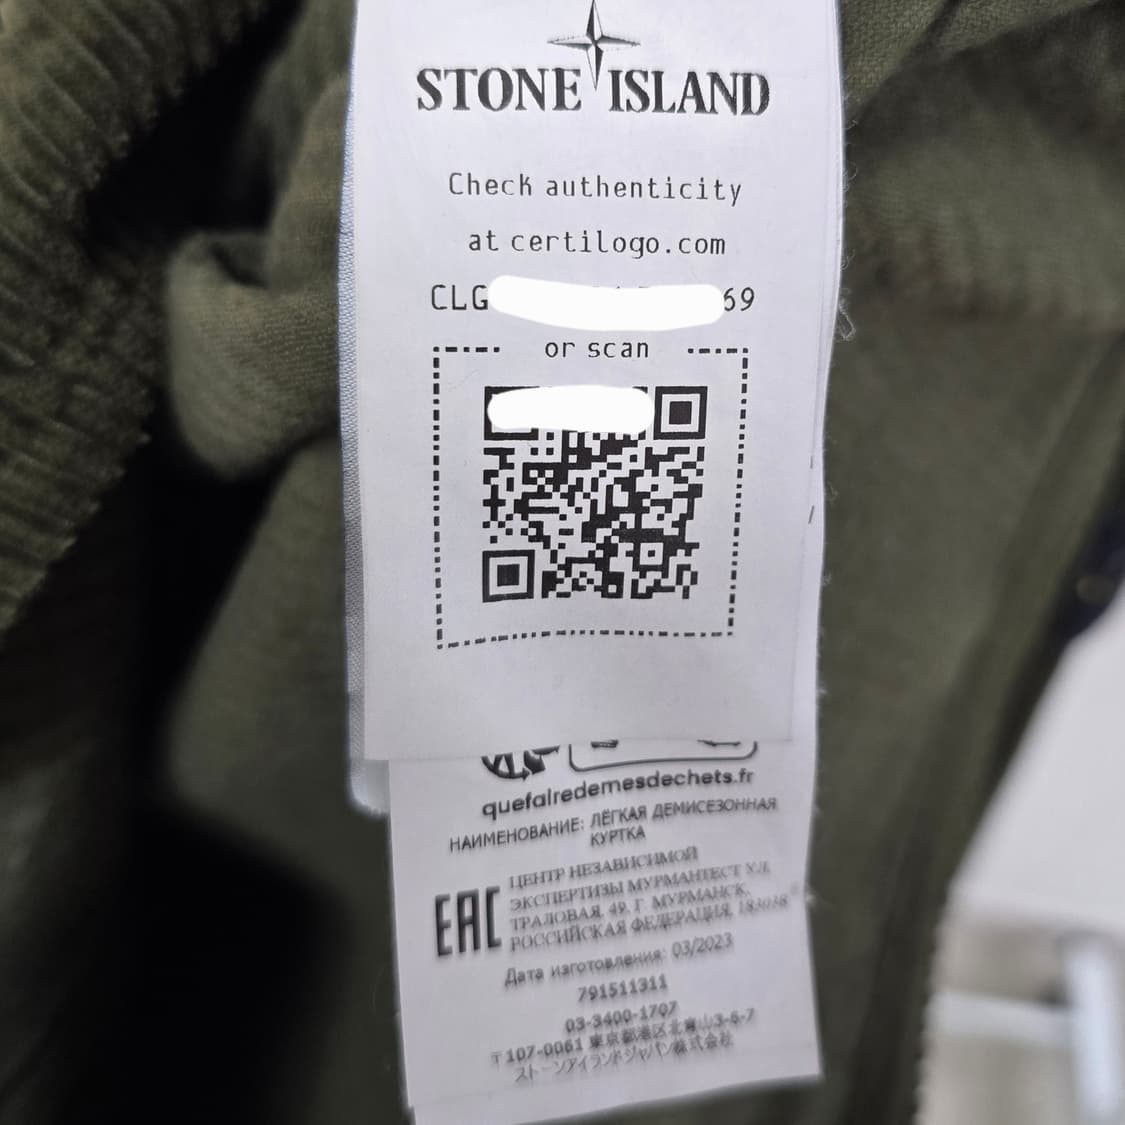 STONE ISLAND
Check authenticity
at certilogo.com
CLG 69
or scan
quefairedemesdechets.fr
НАИМЕНОВАНИЕ: ЛЁГКАЯ ДЕМИСЕЗОННАЯ
КУРТКА
EAC
ЦЕНТР НЕЗАВИСИМОЙ
ЭКСПЕРТИЗЫ МУРМАНТЕСТ УЛ.
ТРАЛОВАЯ, 49, Г. МУРМАНСК,
РОССИЙСКАЯ ФЕДЕРАЦИЯ, 183038
Дата изготовления: 03/2023
791511311
03-3400-1707
〒107-0061 東京都港区北青山3-6-7
ストーンアイランドジャパン株式会社